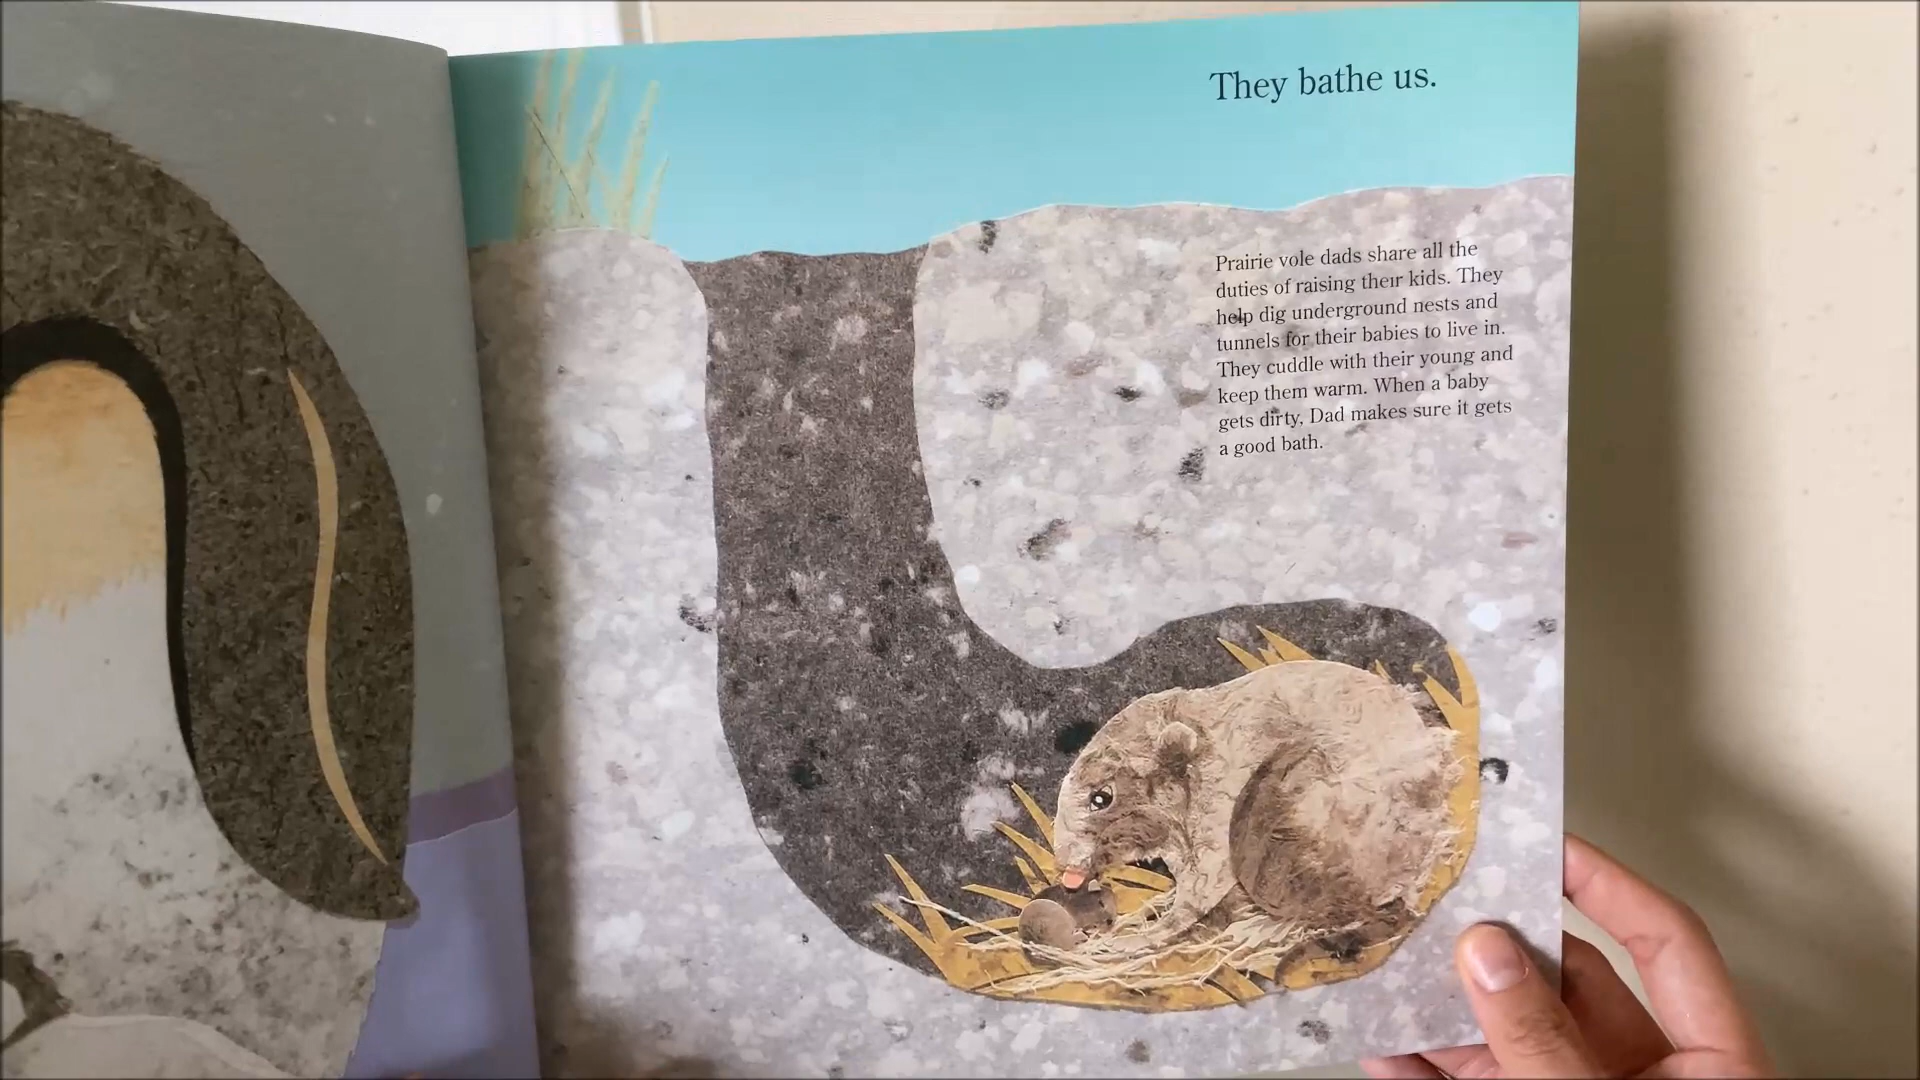 They bathe us.
Prairie vole dads share all the
duties of raising their kids. They
help dig underground nests and
tunnels for their babies to live in.
They cuddle with their young and
keep them warm. When a baby
gets dirty, Dad makes sure it gets
a good bath.